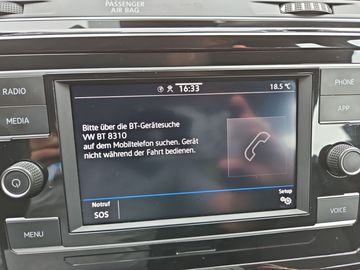 PASSENGER
AIR BAG
16:33
18.5 °C
RADIO
PHONE
MEDIA
APP
Bitte über die BT-Gerätesuche
VW BT 8310
auf dem Mobiltelefon suchen. Gerät
nicht während der Fahrt bedienen.
Notruf
SOS
Setup
MENU
VOICE